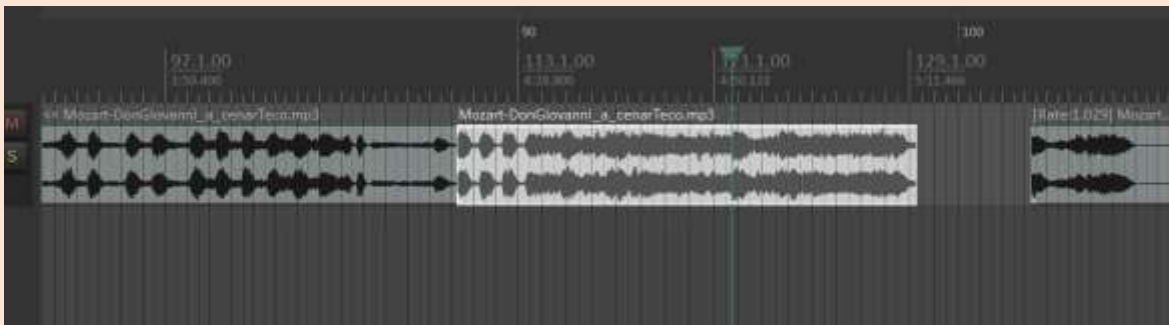 90
100
97.1.00
113.1.00
121.1.00
129.1.00
M
<< Mozart-DonGiovanni_a_cenarTeco.mp3
Mozart-DonGiovanni_a_cenarTeco.mp3
[Rate:1.029] Mozart
S